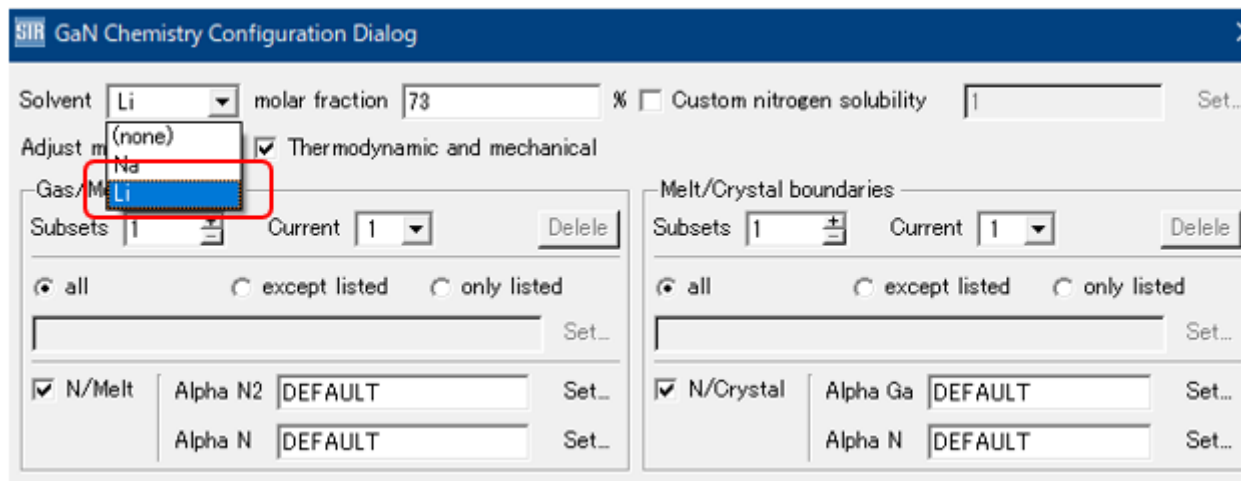 SIR GaN Chemistry Configuration Dialog
Solvent Li molar fraction 73 % Custom nitrogen solubility 1 Set...
(none)
Adjust m Thermodynamic and mechanical
Na
Li
Gas/Me Melt/Crystal boundaries
Subsets 1 Current 1 Delele Subsets 1 Current 1 Delele
all except listed only listed all except listed only listed
Set... Set...
N/Melt Alpha N2 DEFAULT Set... N/Crystal Alpha Ga DEFAULT Set...
Alpha N DEFAULT Set... Alpha N DEFAULT Set...